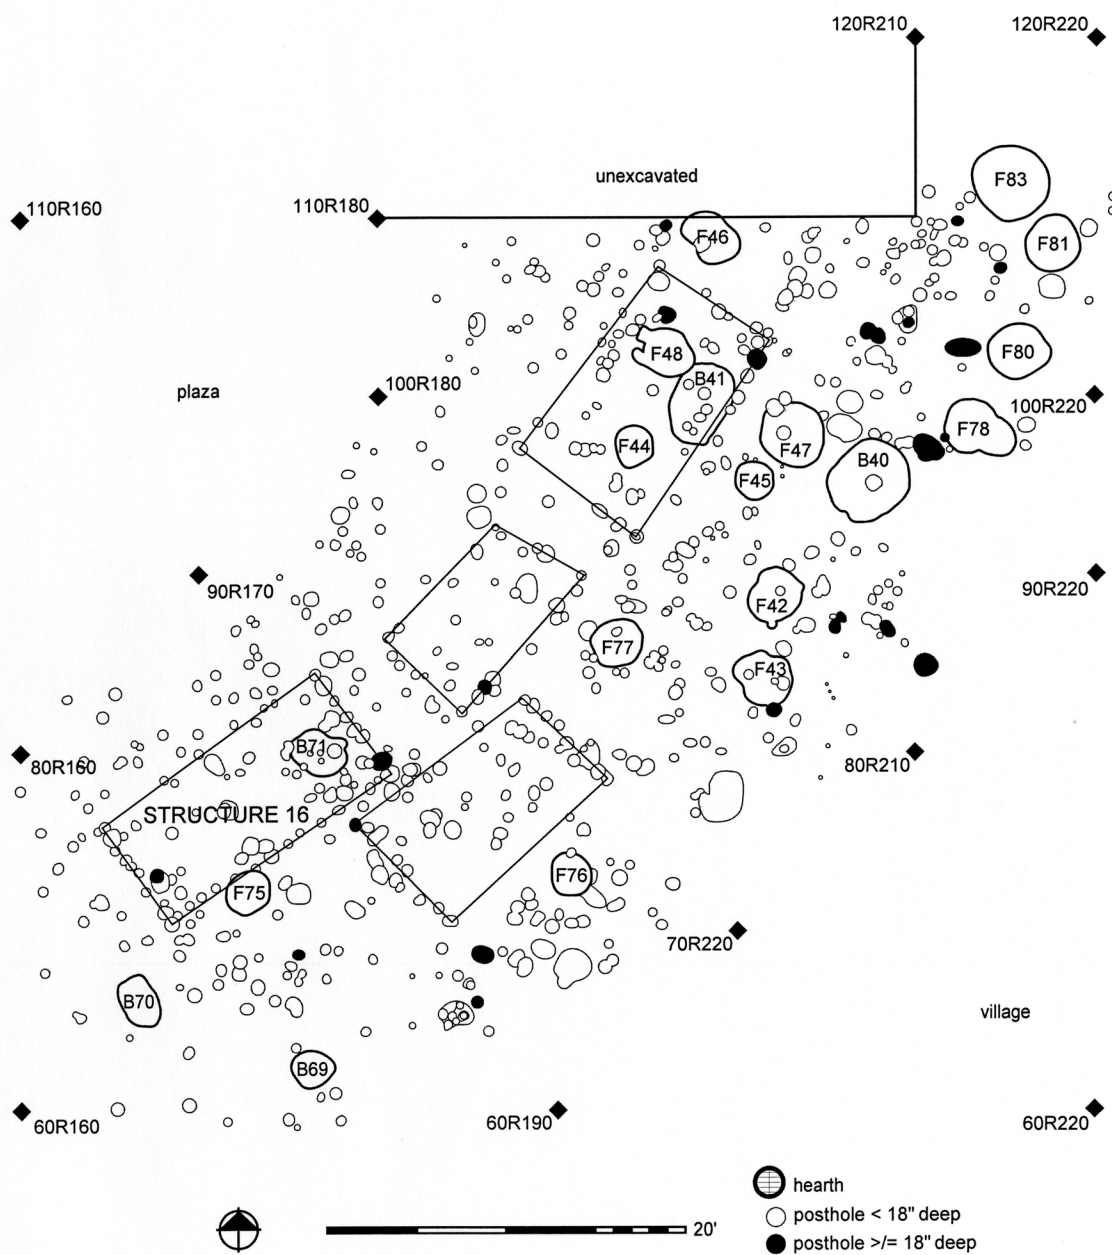 120R210
120R220
unexcavated
F83
110R160
110R180
F46
F81
F48
F80
plaza
B41
100R180
100R220
F78
F44
F47
B40
F45
90R170
90R220
F42
F77
F43
B71
80R160
80R210
STRUCTURE 16
F76
F75
70R220
B70
village
B69
60R160
60R190
60R220
hearth
posthole < 18" deep
20'
posthole >/= 18" deep